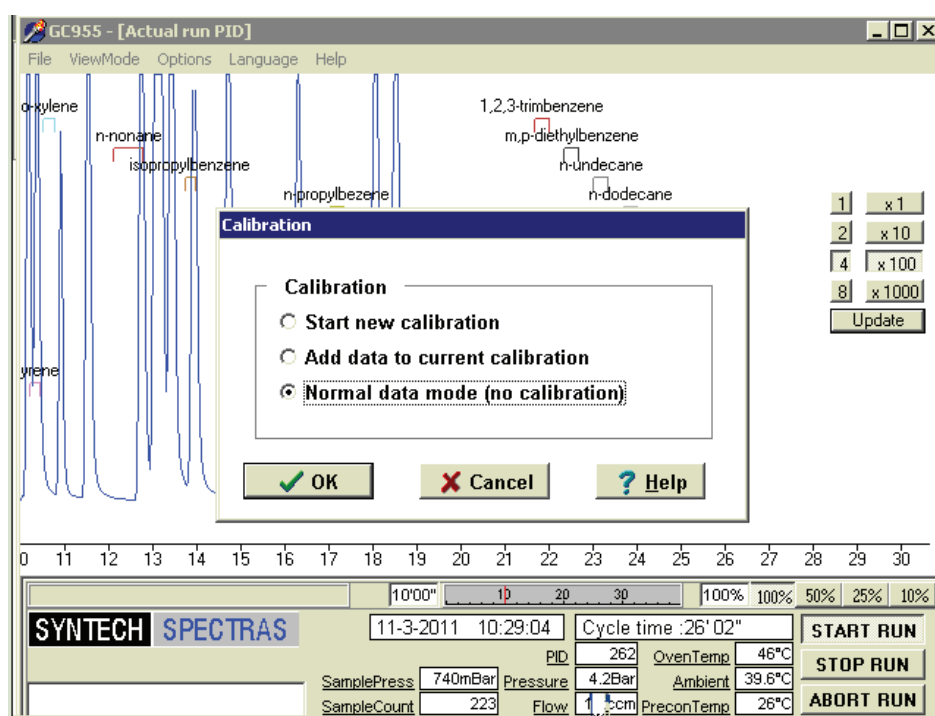 GC955 - [Actual run PID]
File ViewMode Options Language Help
o-xylene
1,2,3-trimbenzene
n-nonane
m,p-diethylbenzene
isopropylbenzene
n-undecane
n-propylbezene
n-dodecane
1 x 1
2 x 10
4 x 100
8 x 1000
Update
Calibration
Calibration
Start new calibration
Add data to current calibration
Normal data mode (no calibration)
OK Cancel Help
yrene
0 11 12 13 14 15 16 17 18 19 20 21 22 23 24 25 26 27 28 29 30
10'00" 10 20 30 100% 100% 50% 25% 10%
SYNTECH SPECTRAS
11-3-2011 10:29:04 Cycle time :26' 02"
START RUN
PID 262 OvenTemp 46°C
STOP RUN
SamplePress 740mBar Pressure 4.2Bar Ambient 39.6°C
ABORT RUN
SampleCount 223 Flow ccm PreconTemp 26°C